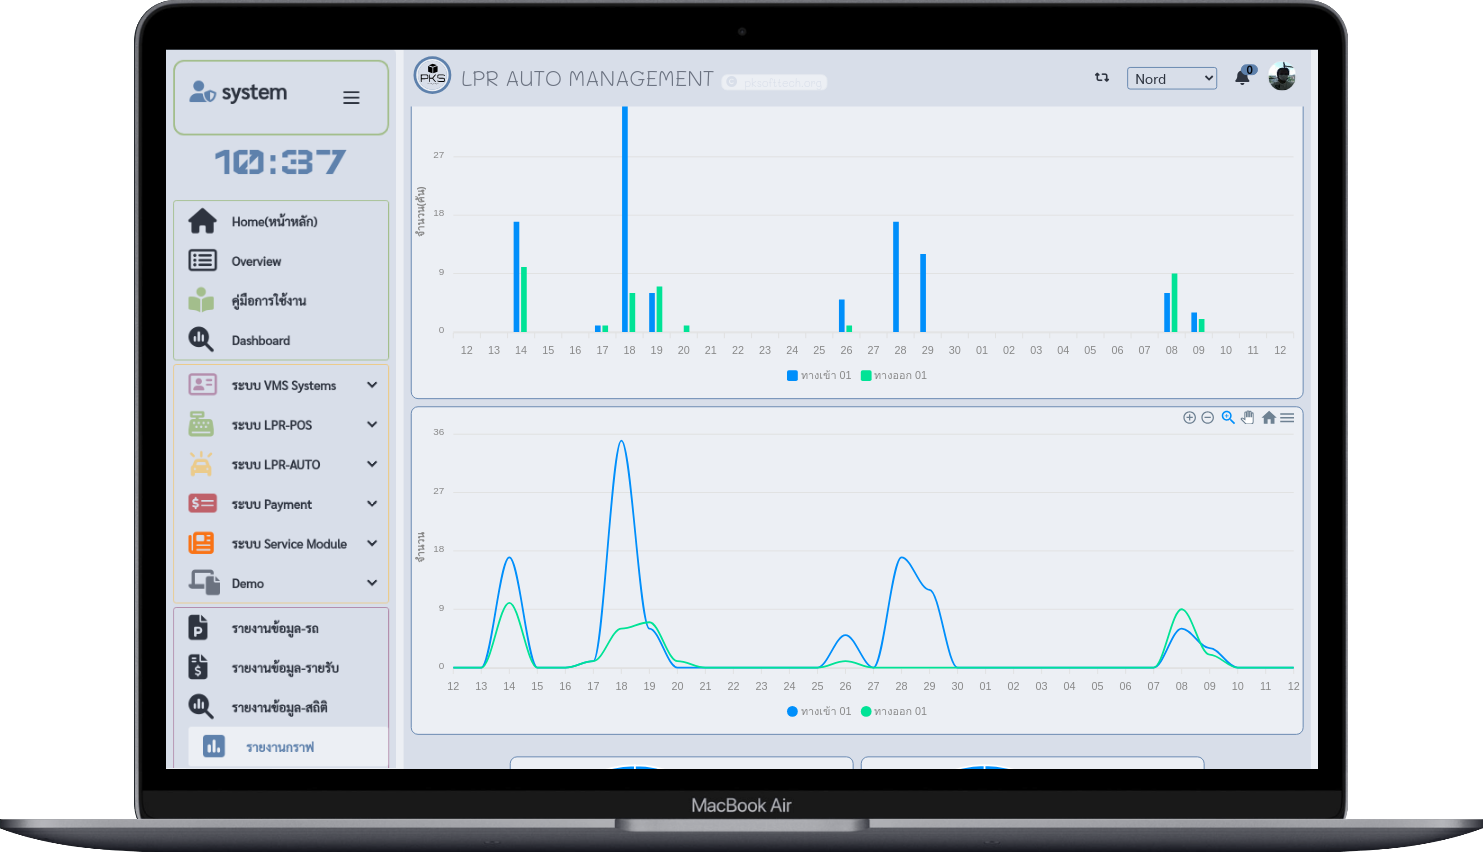 system
LPR AUTO MANAGEMENT
PKS
© pksofttech.org
Nord
0
10:37
Home(หน้าหลัก)
Overview
คู่มือการใช้งาน
Dashboard
ระบบ VMS Systems
ระบบ LPR-POS
ระบบ LPR-AUTO
ระบบ Payment
ระบบ Service Module
Demo
รายงานข้อมูล-รถ
รายงานข้อมูล-รายรับ
รายงานข้อมูล-สถิติ
รายงานกราฟ
จำนวน(คัน)
27
18
9
0
12 13 14 15 16 17 18 19 20 21 22 23 24 25 26 27 28 29 30 01 02 03 04 05 06 07 08 09 10 11 12
ทางเข้า 01 ทางออก 01
จำนวน
36
27
18
9
0
12 13 14 15 16 17 18 19 20 21 22 23 24 25 26 27 28 29 30 01 02 03 04 05 06 07 08 09 10 11 12
ทางเข้า 01 ทางออก 01
MacBook Air